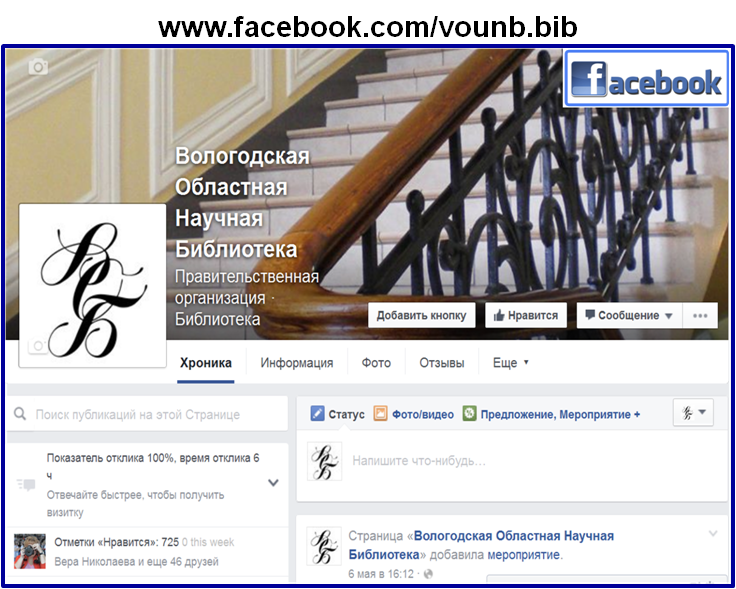 www.facebook.com/vounb.bib
facebook
Вологодская
Областная
Научная
Библиотека
Правительственная
организация ·
Библиотека
Добавить кнопку
Нравится
Сообщение
Хроника
Информация
Фото
Отзывы
Еще
Поиск публикаций на этой Странице
Статус
Фото/видео
Предложение, Мероприятие +
Напишите что-нибудь...
Показатель отклика 100%, время отклика 6
ч
Отвечайте быстрее, чтобы получить
визитку
Отметки «Нравится»: 725 0 this week
Вера Николаева и еще 46 друзей
Страница «Вологодская Областная Научная
Библиотека» добавила мероприятие.
6 мая в 16:12 ·